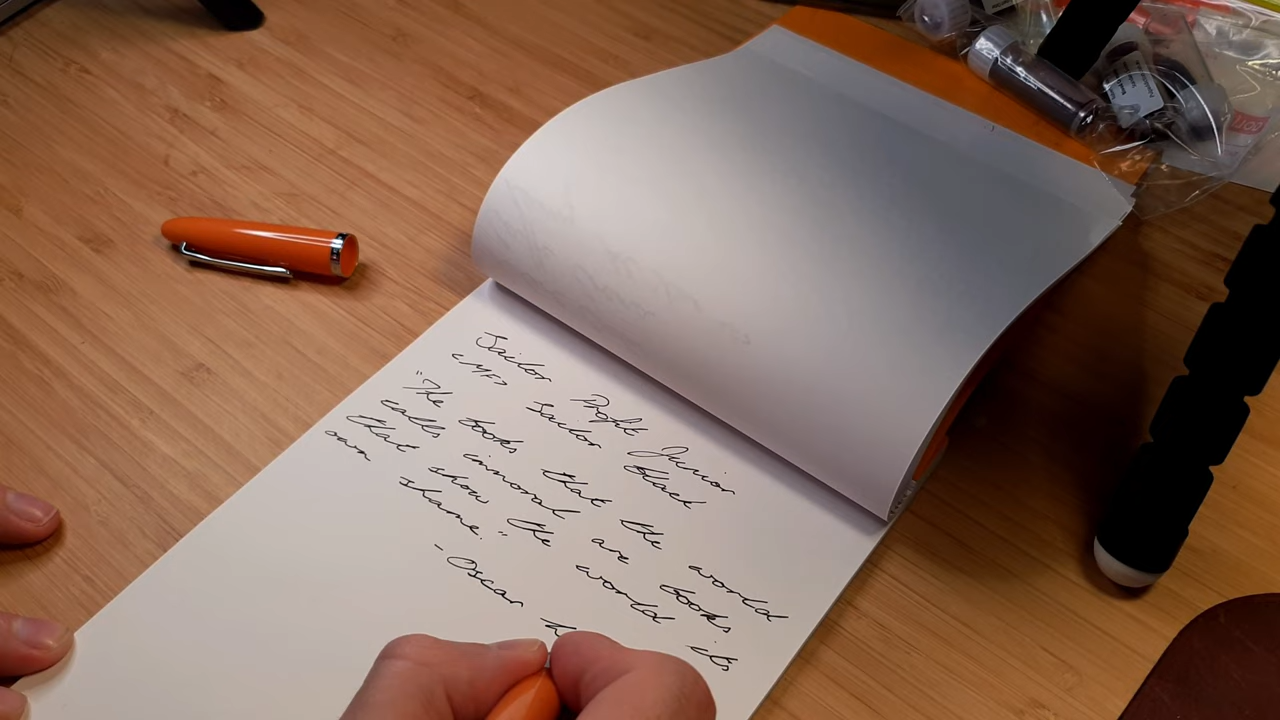 Sailor Profit Junior
<MF> Sailor Black
"The books that the world
calls immoral are books
that show the world its
own shame."
- Oscar